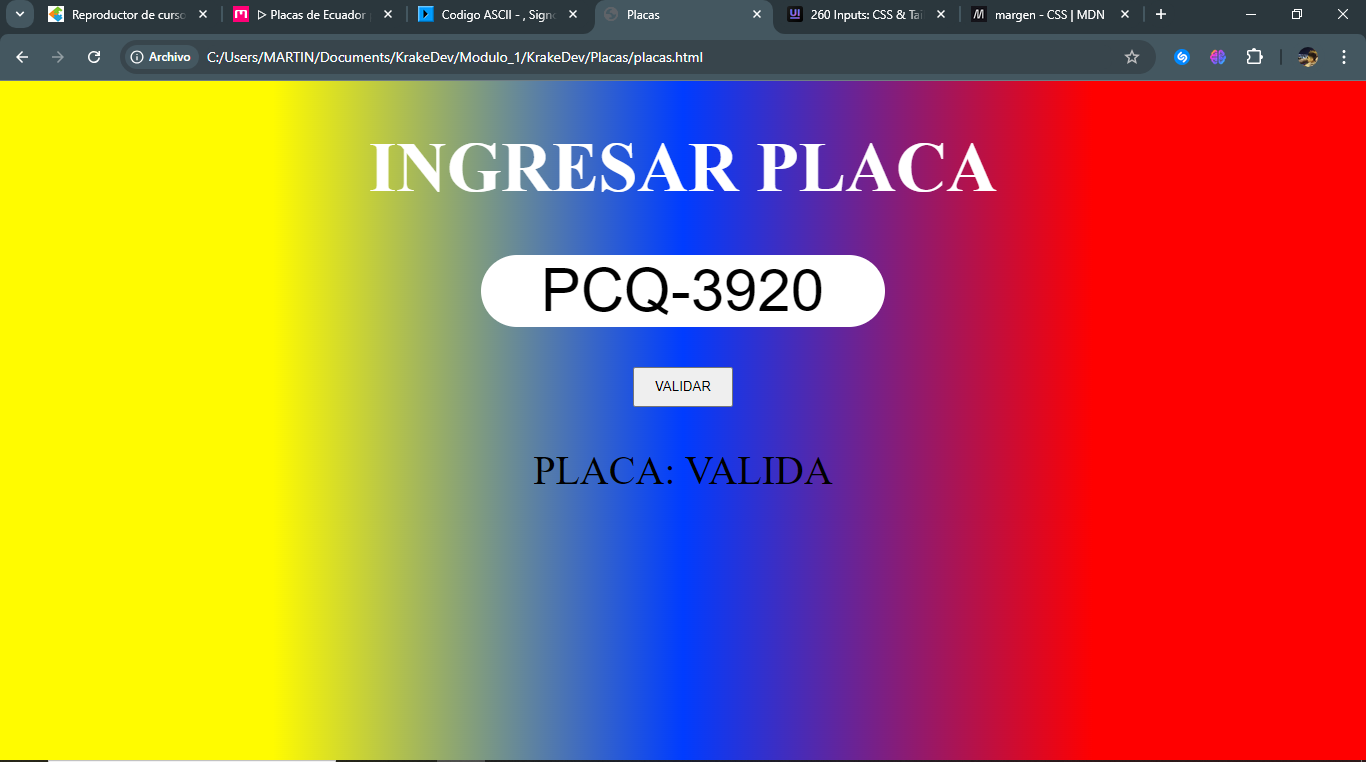 Reproductor de curso
▷ Placas de Ecuador
Codigo ASCII - , Signo
Placas
260 Inputs: CSS & Tai
margen - CSS | MDN
Archivo
C:/Users/MARTIN/Documents/KrakeDev/Modulo_1/KrakeDev/Placas/placas.html
INGRESAR PLACA
PCQ-3920
VALIDAR
PLACA: VALIDA